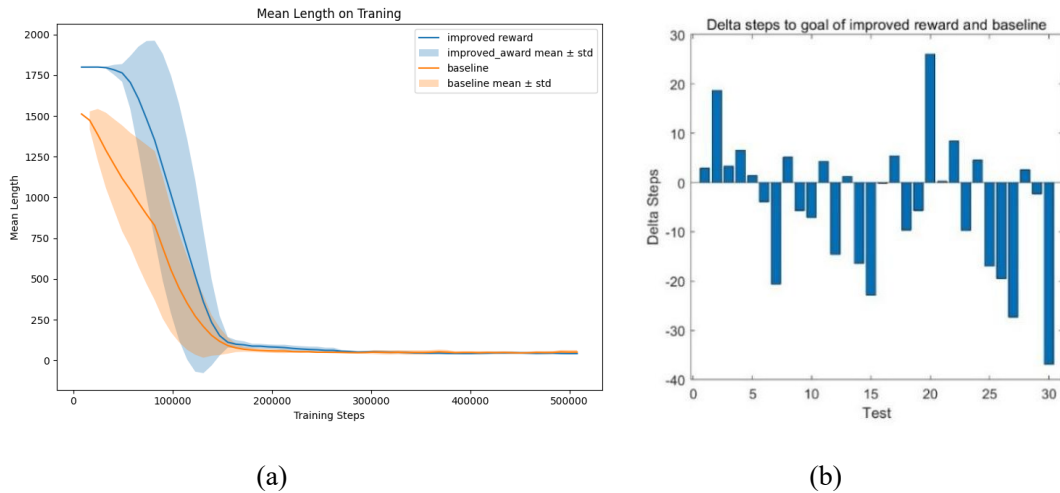 Mean Length on Traning
2000
1750
1500
1250
1000
750
500
250
0
Mean Length
improved reward
improved_award mean ± std
baseline
baseline mean ± std
0 100000 200000 300000 400000 500000
Training Steps
(a)
Delta steps to goal of improved reward and baseline
30
20
10
0
-10
-20
-30
-40
Delta Steps
0 5 10 15 20 26 30
Test
(b)